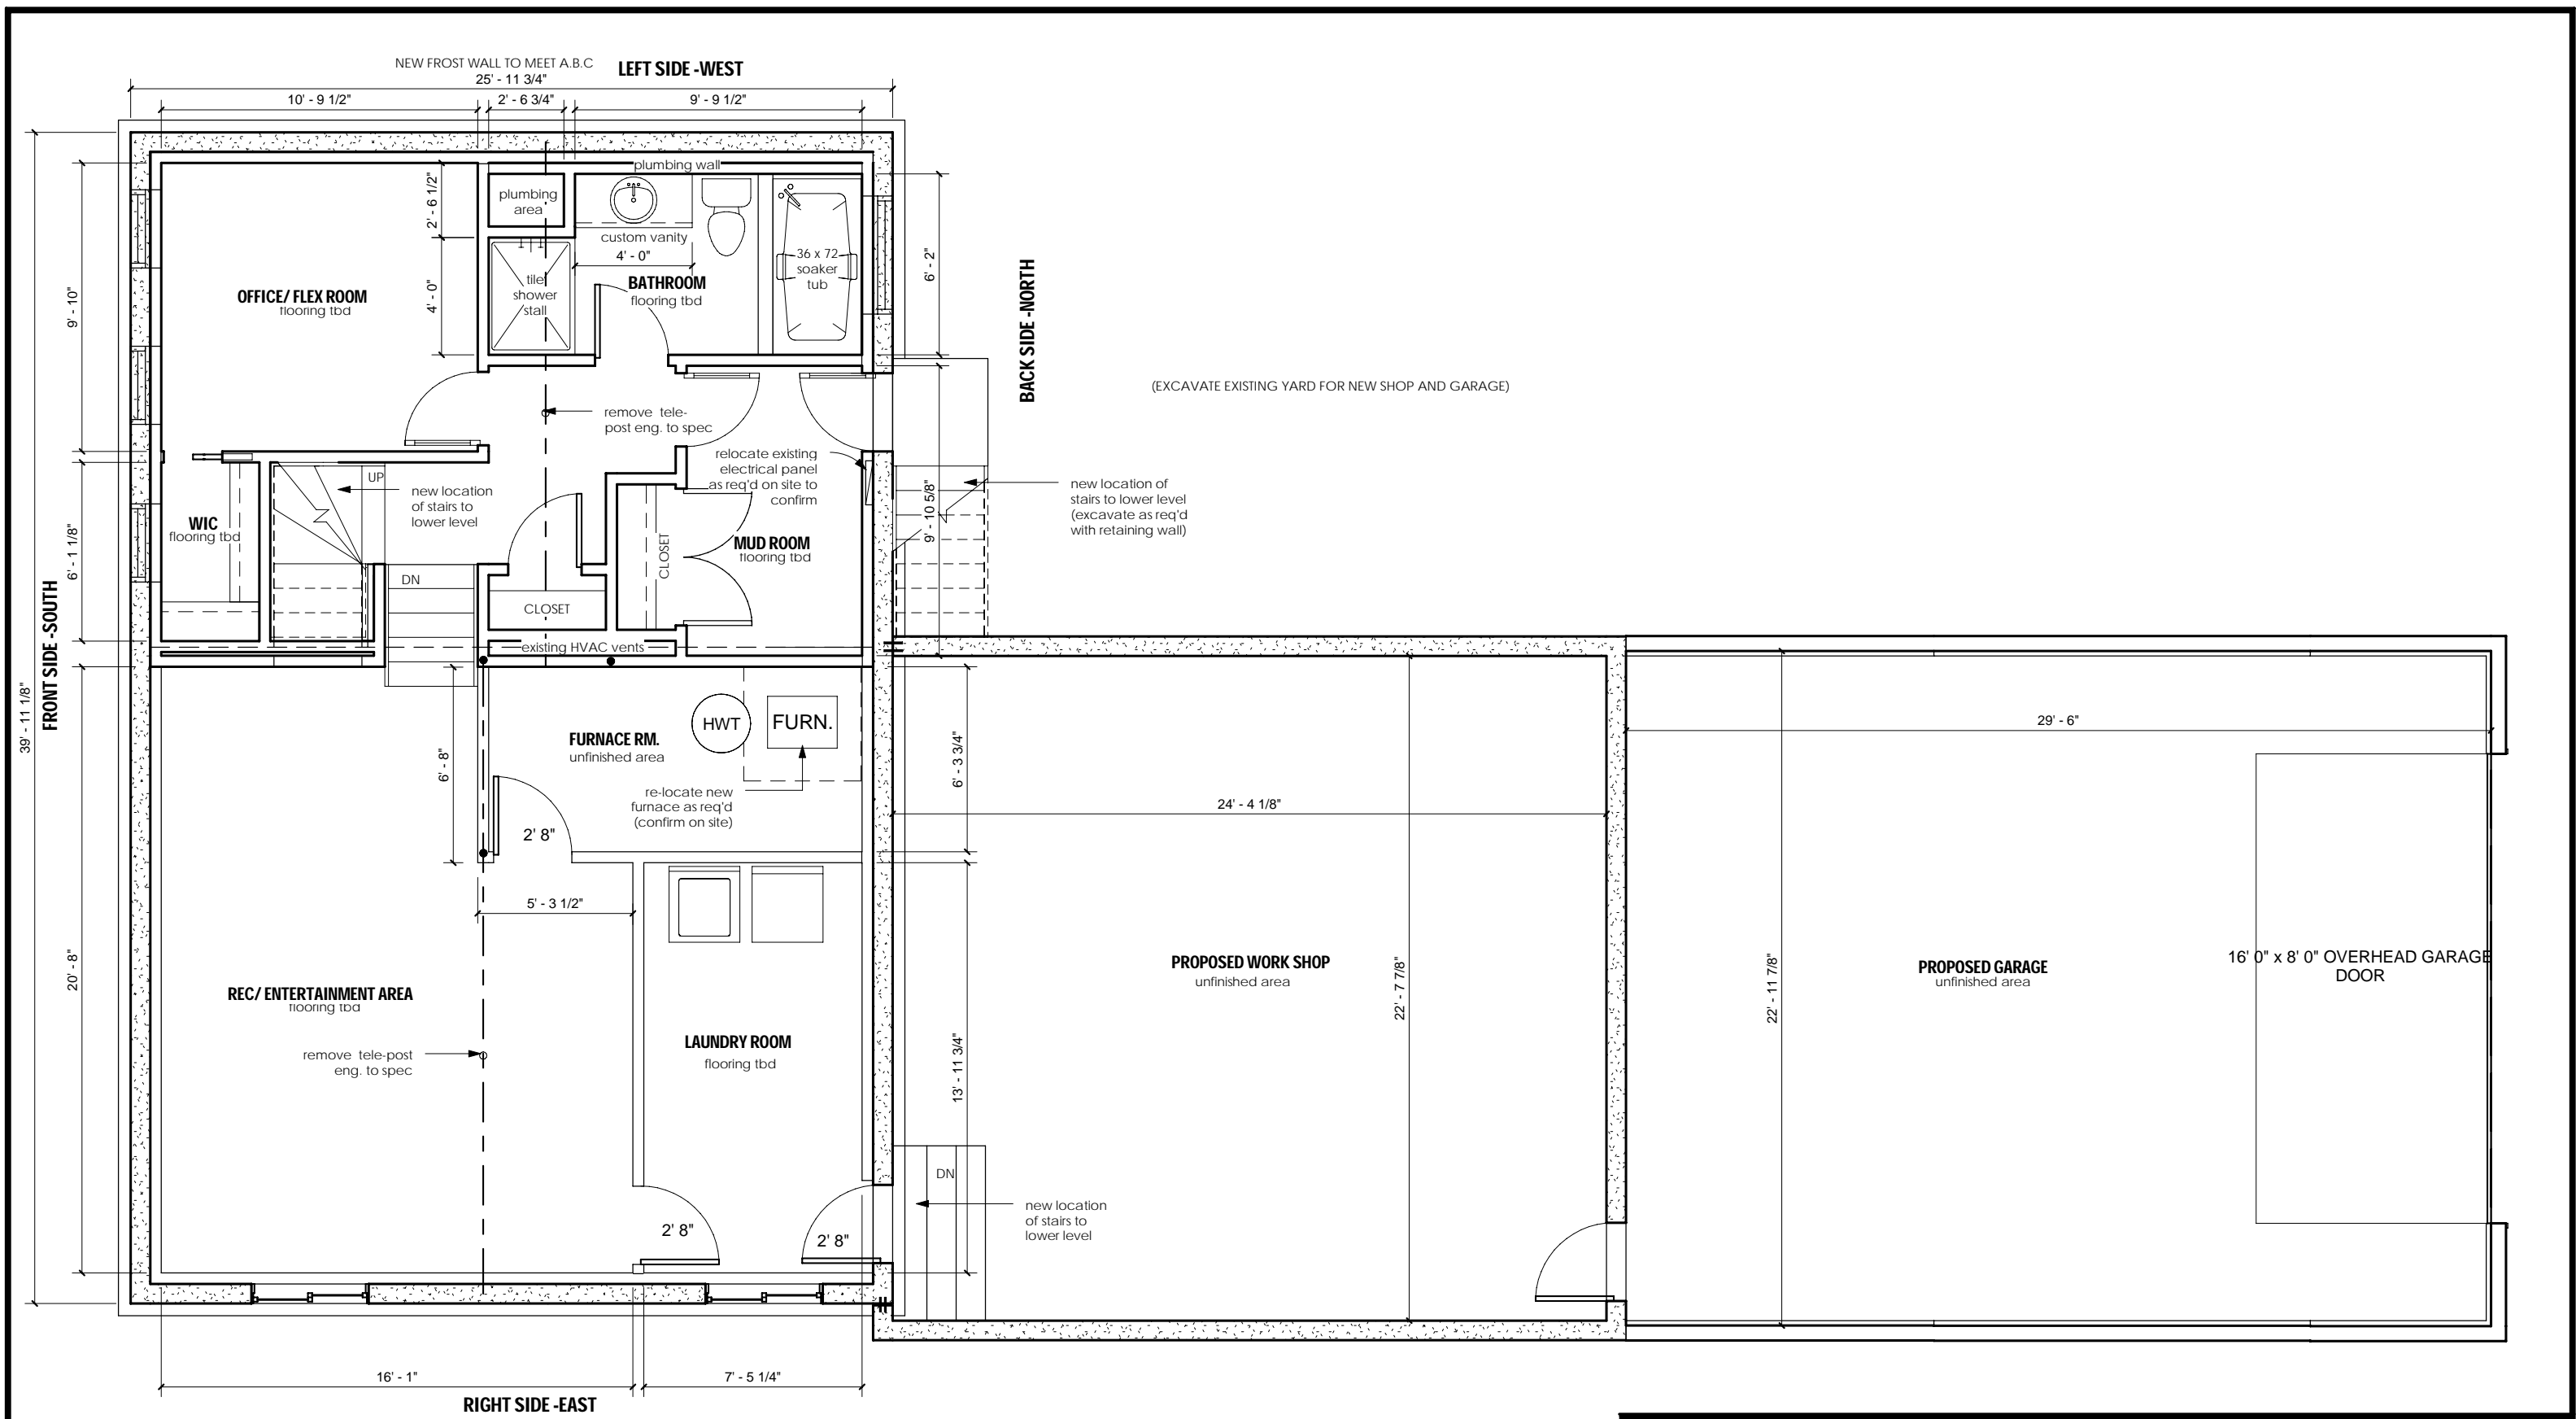 NEW FROST WALL TO MEET A.B.C
LEFT SIDE -WEST
25' - 11 3/4"
10' - 9 1/2"
2' - 6 3/4"
9' - 9 1/2"
plumbing wall
plumbing
area
2' - 6 1/2"
custom vanity
4' - 0"
BATHROOM
flooring tbd
36 x 72
soaker
tub
6' - 2"
tile
shower
stall
4' - 0"
OFFICE/ FLEX ROOM
flooring tbd
9' - 10"
BACK SIDE -NORTH
(EXCAVATE EXISTING YARD FOR NEW SHOP AND GARAGE)
remove tele-
post eng. to spec
relocate existing
electrical panel
as req'd on site to
confirm
UP
new location
of stairs to
lower level
9' - 10 5/8"
new location of
stairs to lower level
(excavate as req'd
with retaining wall)
WIC
flooring tbd
6' - 1 1/8"
CLOSET
MUD ROOM
flooring tbd
DN
CLOSET
existing HVAC vents
FRONT SIDE -SOUTH
39' - 11 1/8"
HWT
FURN.
FURNACE RM.
unfinished area
6' - 8"
6' - 3 3/4"
re-locate new
furnace as req'd
(confirm on site)
2' 8"
24' - 4 1/8"
29' - 6"
5' - 3 1/2"
20' - 8"
REC/ ENTERTAINMENT AREA
flooring tbd
remove tele-post
eng. to spec
LAUNDRY ROOM
flooring tbd
13' - 11 3/4"
PROPOSED WORK SHOP
unfinished area
22' - 7 7/8"
22' - 11 7/8"
PROPOSED GARAGE
unfinished area
16' 0" x 8' 0" OVERHEAD GARAGE
DOOR
DN
new location
of stairs to
lower level
2' 8"
2' 8"
16' - 1"
7' - 5 1/4"
RIGHT SIDE -EAST